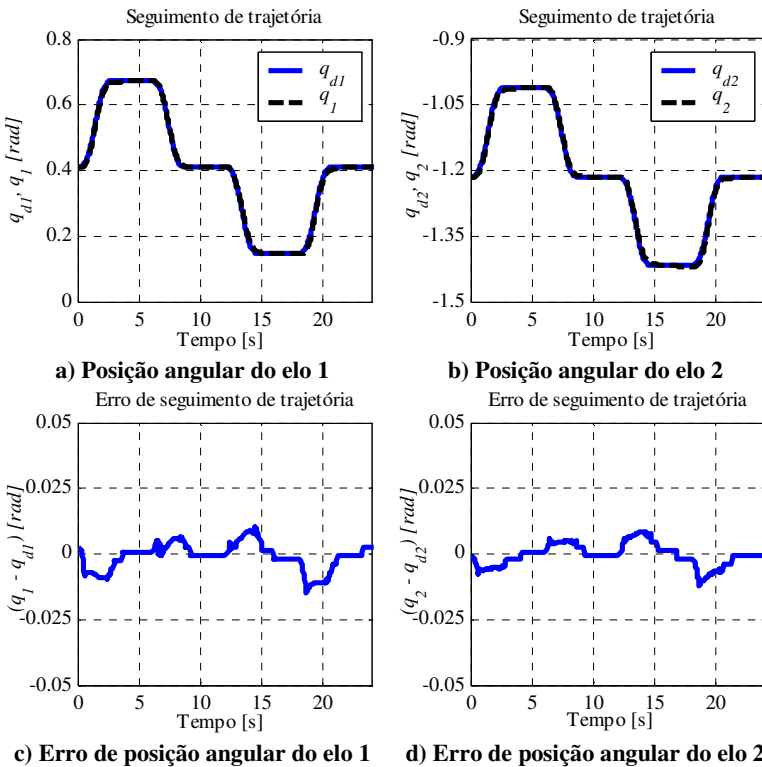 Seguimento de trajetória
0.8
0.6
0.4
0.2
0
q_d1, q_1 [rad]
q_d1
q_1
0 5 10 15 20
Tempo [s]
a) Posição angular do elo 1
Seguimento de trajetória
-0.9
-1.05
-1.2
-1.35
-1.5
q_d2, q_2 [rad]
q_d2
q_2
0 5 10 15 20
Tempo [s]
b) Posição angular do elo 2
Erro de seguimento de trajetória
0.05
0.025
0
-0.025
-0.05
(q_1 - q_d1) [rad]
0 5 10 15 20
Tempo [s]
c) Erro de posição angular do elo 1
Erro de seguimento de trajetória
0.05
0.025
0
-0.025
-0.05
(q_2 - q_d2) [rad]
0 5 10 15 20
Tempo [s]
d) Erro de posição angular do elo 2